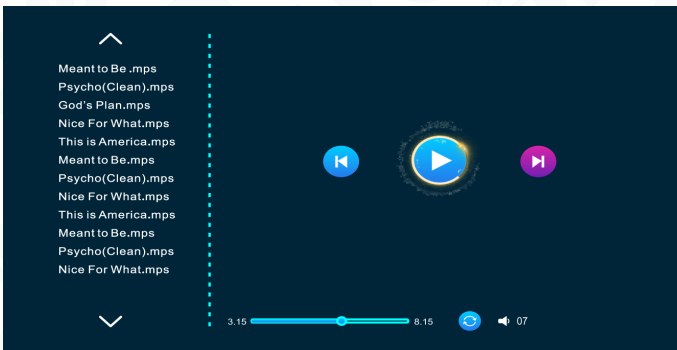 Meant to Be .mps
Psycho(Clean).mps
God's Plan.mps
Nice For What.mps
This is America.mps
Meant to Be.mps
Psycho(Clean).mps
Nice For What.mps
This is America.mps
Meant to Be.mps
Psycho(Clean).mps
Nice For What.mps
3.15 8.15 07